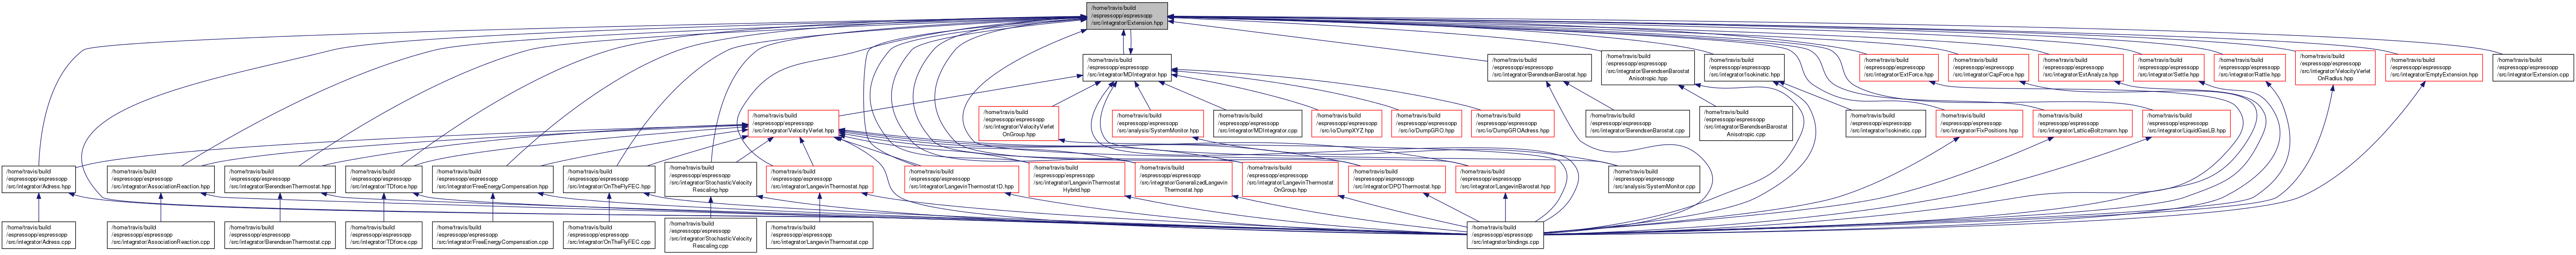 /home/travis/build
/espressopp/espressopp
/src/integrator/Extension.hpp
/home/travis/build
/espressopp/espressopp
/src/integrator/MDIntegrator.hpp
/home/travis/build
/espressopp/espressopp
/src/integrator/BerendsenBarostat.hpp
/home/travis/build
/espressopp/espressopp
/src/integrator/BerendsenBarostat
Anisotropic.hpp
/home/travis/build
/espressopp/espressopp
/src/integrator/Isokinetic.hpp
/home/travis/build
/espressopp/espressopp
/src/integrator/ExtForce.hpp
/home/travis/build
/espressopp/espressopp
/src/integrator/CapForce.hpp
/home/travis/build
/espressopp/espressopp
/src/integrator/ExtAnalyze.hpp
/home/travis/build
/espressopp/espressopp
/src/integrator/Settle.hpp
/home/travis/build
/espressopp/espressopp
/src/integrator/Rattle.hpp
/home/travis/build
/espressopp/espressopp
/src/integrator/VelocityVerlet
OnRadius.hpp
/home/travis/build
/espressopp/espressopp
/src/integrator/EmptyExtension.hpp
/home/travis/build
/espressopp/espressopp
/src/integrator/Extension.cpp
/home/travis/build
/espressopp/espressopp
/src/integrator/VelocityVerlet.hpp
/home/travis/build
/espressopp/espressopp
/src/integrator/VelocityVerlet
OnGroup.hpp
/home/travis/build
/espressopp/espressopp
/src/analysis/SystemMonitor.hpp
/home/travis/build
/espressopp/espressopp
/src/integrator/MDIntegrator.cpp
/home/travis/build
/espressopp/espressopp
/src/io/DumpXYZ.hpp
/home/travis/build
/espressopp/espressopp
/src/io/DumpGRO.hpp
/home/travis/build
/espressopp/espressopp
/src/io/DumpGROAdress.hpp
/home/travis/build
/espressopp/espressopp
/src/integrator/BerendsenBarostat.cpp
/home/travis/build
/espressopp/espressopp
/src/integrator/BerendsenBarostat
Anisotropic.cpp
/home/travis/build
/espressopp/espressopp
/src/integrator/Isokinetic.cpp
/home/travis/build
/espressopp/espressopp
/src/integrator/FixPositions.hpp
/home/travis/build
/espressopp/espressopp
/src/integrator/LatticeBoltzmann.hpp
/home/travis/build
/espressopp/espressopp
/src/integrator/LiquidGasLB.hpp
/home/travis/build
/espressopp/espressopp
/src/integrator/Adress.hpp
/home/travis/build
/espressopp/espressopp
/src/integrator/AssociationReaction.hpp
/home/travis/build
/espressopp/espressopp
/src/integrator/BerendsenThermostat.hpp
/home/travis/build
/espressopp/espressopp
/src/integrator/TDforce.hpp
/home/travis/build
/espressopp/espressopp
/src/integrator/FreeEnergyCompensation.hpp
/home/travis/build
/espressopp/espressopp
/src/integrator/OnTheFlyFEC.hpp
/home/travis/build
/espressopp/espressopp
/src/integrator/StochasticVelocity
Rescaling.hpp
/home/travis/build
/espressopp/espressopp
/src/integrator/LangevinThermostat.hpp
/home/travis/build
/espressopp/espressopp
/src/integrator/LangevinThermostat1D.hpp
/home/travis/build
/espressopp/espressopp
/src/integrator/LangevinThermostat
Hybrid.hpp
/home/travis/build
/espressopp/espressopp
/src/integrator/GeneralizedLangevin
Thermostat.hpp
/home/travis/build
/espressopp/espressopp
/src/integrator/LangevinThermostat
OnGroup.hpp
/home/travis/build
/espressopp/espressopp
/src/integrator/DPDThermostat.hpp
/home/travis/build
/espressopp/espressopp
/src/integrator/LangevinBarostat.hpp
/home/travis/build
/espressopp/espressopp
/src/analysis/SystemMonitor.cpp
/home/travis/build
/espressopp/espressopp
/src/integrator/Adress.cpp
/home/travis/build
/espressopp/espressopp
/src/integrator/AssociationReaction.cpp
/home/travis/build
/espressopp/espressopp
/src/integrator/BerendsenThermostat.cpp
/home/travis/build
/espressopp/espressopp
/src/integrator/TDforce.cpp
/home/travis/build
/espressopp/espressopp
/src/integrator/FreeEnergyCompensation.cpp
/home/travis/build
/espressopp/espressopp
/src/integrator/OnTheFlyFEC.cpp
/home/travis/build
/espressopp/espressopp
/src/integrator/StochasticVelocity
Rescaling.cpp
/home/travis/build
/espressopp/espressopp
/src/integrator/LangevinThermostat.cpp
/home/travis/build
/espressopp/espressopp
/src/integrator/bindings.cpp